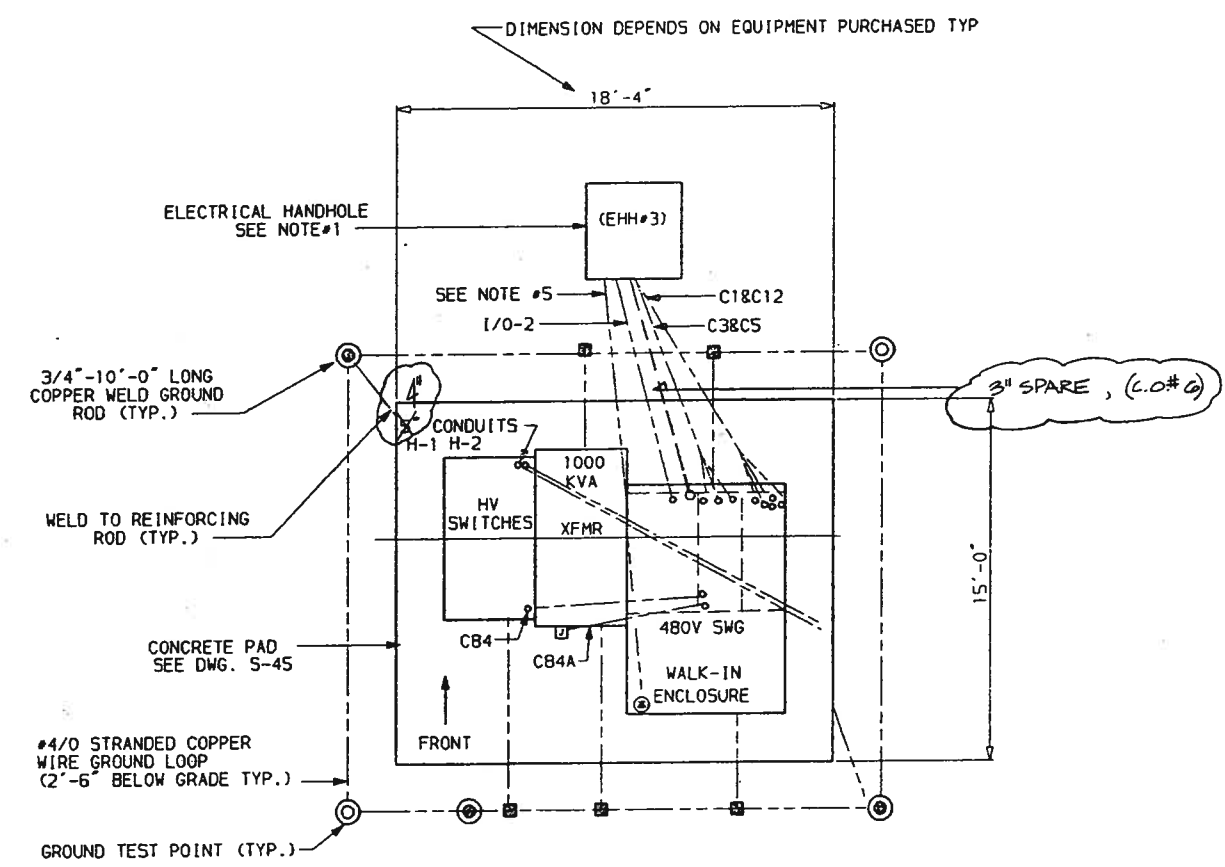 DIMENSION DEPENDS ON EQUIPMENT PURCHASED TYP
18'-4"
ELECTRICAL HANDHOLE
SEE NOTE#1
(EHH#3)
SEE NOTE #5
C1&C12
I/O-2
C3&C5
3/4"-10'-0" LONG
COPPER WELD GROUND
ROD (TYP.)
4"
3" SPARE, (C.O# 6)
CONDUITS
H-1 H-2
1000
KVA
HV
SWITCHES
XFMR
WELD TO REINFORCING
ROD (TYP.)
15'-0"
CB4
J
CB4A
480V SWG
CONCRETE PAD
SEE DWG. S-45
WALK-IN
ENCLOSURE
FRONT
#4/0 STRANDED COPPER
WIRE GROUND LOOP
(2'-6" BELOW GRADE TYP.)
GROUND TEST POINT (TYP.)